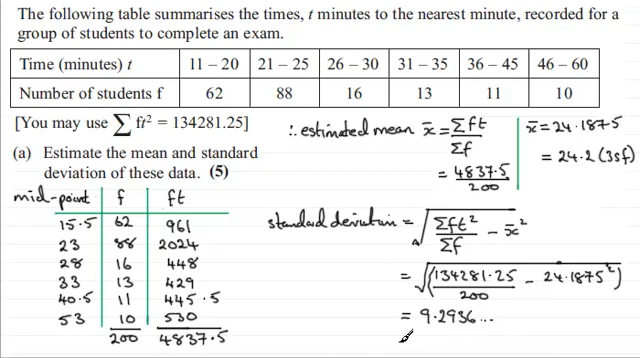 The following table summarises the times, t minutes to the nearest minute, recorded for a
group of students to complete an exam.
Time (minutes) t 11 – 20 21 – 25 26 – 30 31 – 35 36 – 45 46 – 60
Number of students f 62 88 16 13 11 10
[You may use ∑ ft² = 134281.25]
(a) Estimate the mean and standard
deviation of these data. (5)
∴ estimated mean x̄ = Σft / Σf
= 4837.5 / 200
x̄ = 24.1875
= 24.2 (3sf)
mid-point f ft
15.5 62 961
23 88 2024
28 16 448
33 13 429
40.5 11 445.5
53 10 530
200 4837.5
standard deviation = √(Σft² / Σf − x̄²)
= √(134281.25 / 200 − 24.1875²)
= 9.2936...